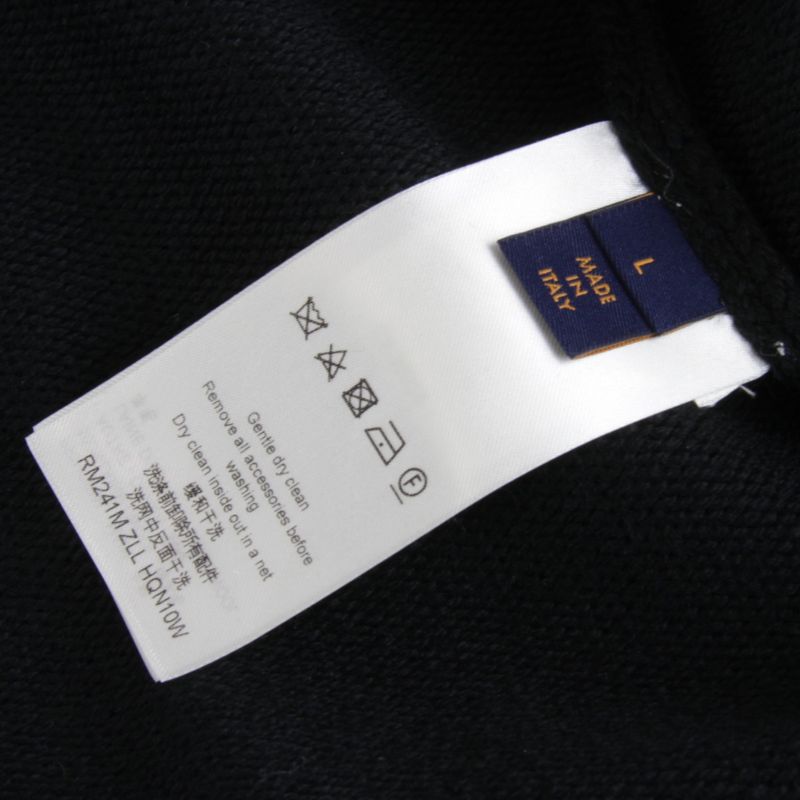 L
MADE
IN
ITALY
F
Gentle dry clean
Remove all accessories before
washing
Dry clean inside out in a net
缓和干洗
洗涤前卸除所有配件
洗网中反面干洗
RM241M ZLL HQN10W